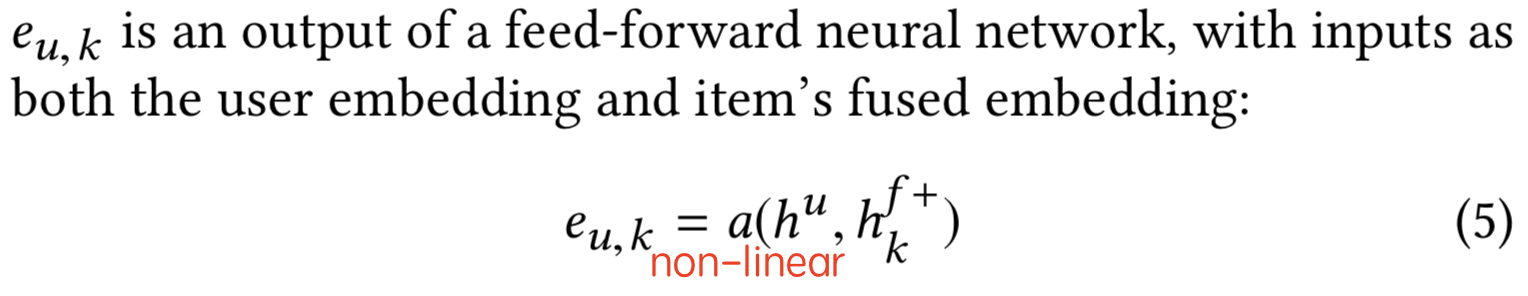 e_{u,k} is an output of a feed-forward neural network, with inputs as
both the user embedding and item's fused embedding:
e_{u,k} = a(h^u, h_k^{f+}) (5)
non-linear